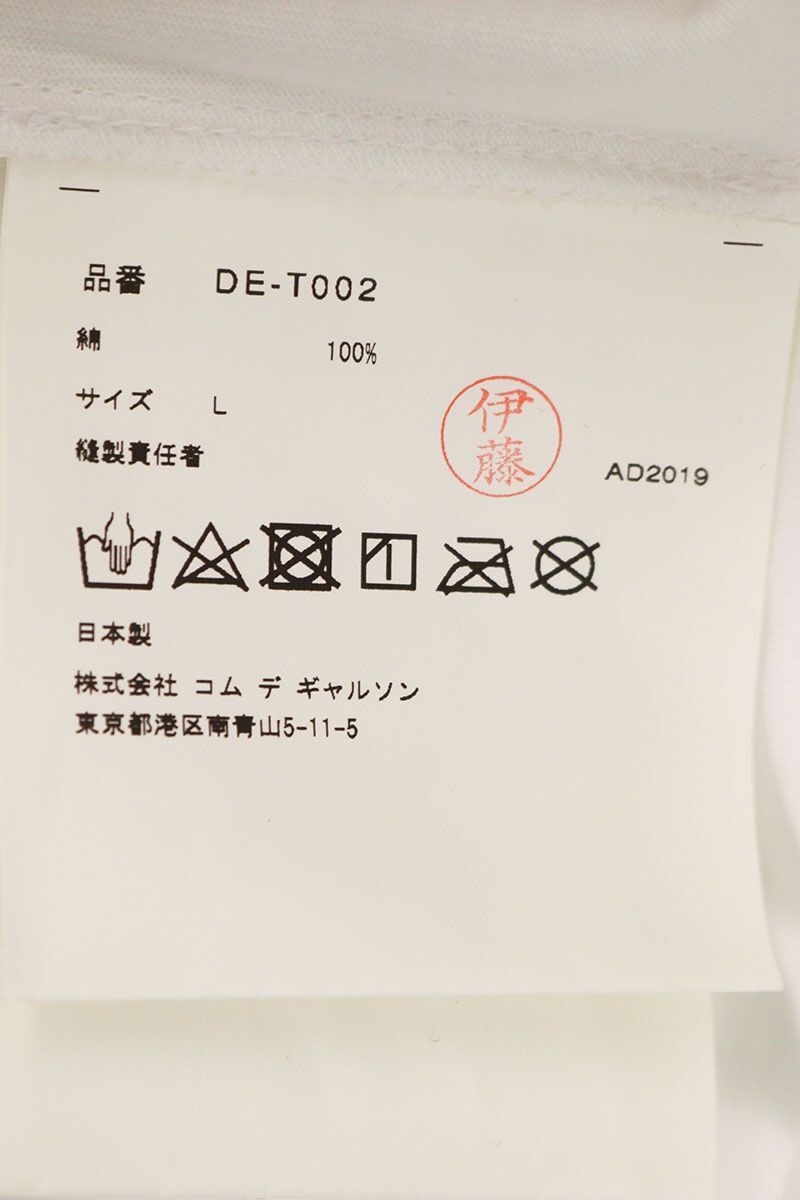 品番 DE-T002
綿 100%
サイズ L
縫製責任者 伊藤 AD2019
日本製
株式会社 コム デ ギャルソン
東京都港区南青山5-11-5